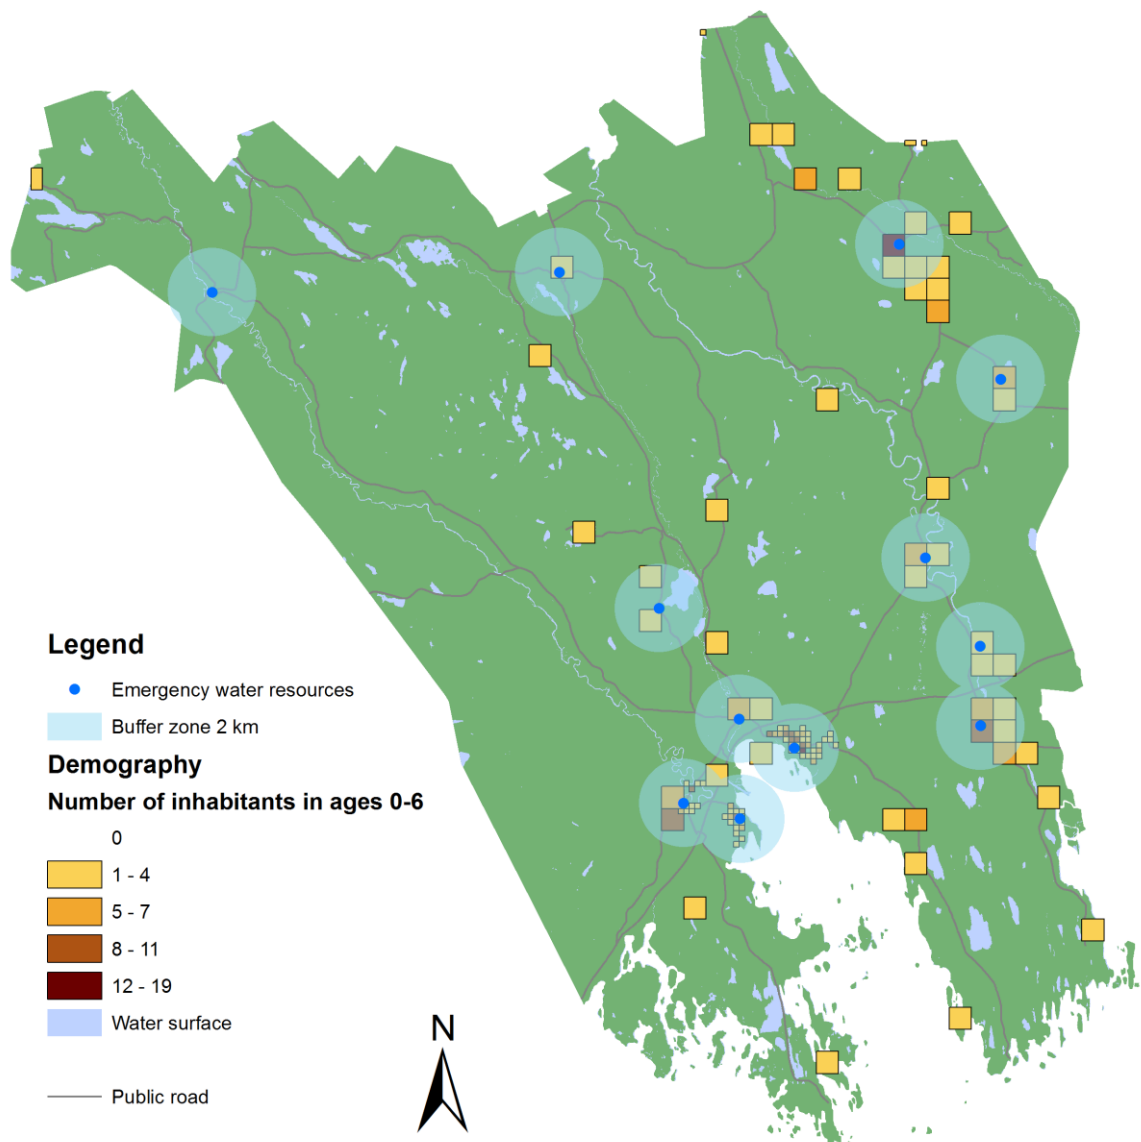 Legend
Emergency water resources
Buffer zone 2 km
Demography
Number of inhabitants in ages 0-6
0
1 - 4
5 - 7
8 - 11
12 - 19
Water surface
Public road
N